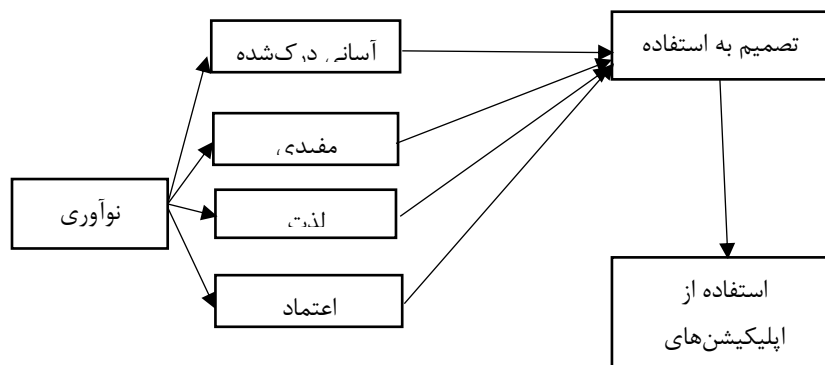 آسانی درک‌شده
تصمیم به استفاده
مفیدی
نوآوری
لذت
اعتماد
استفاده از
اپلیکیشن‌های